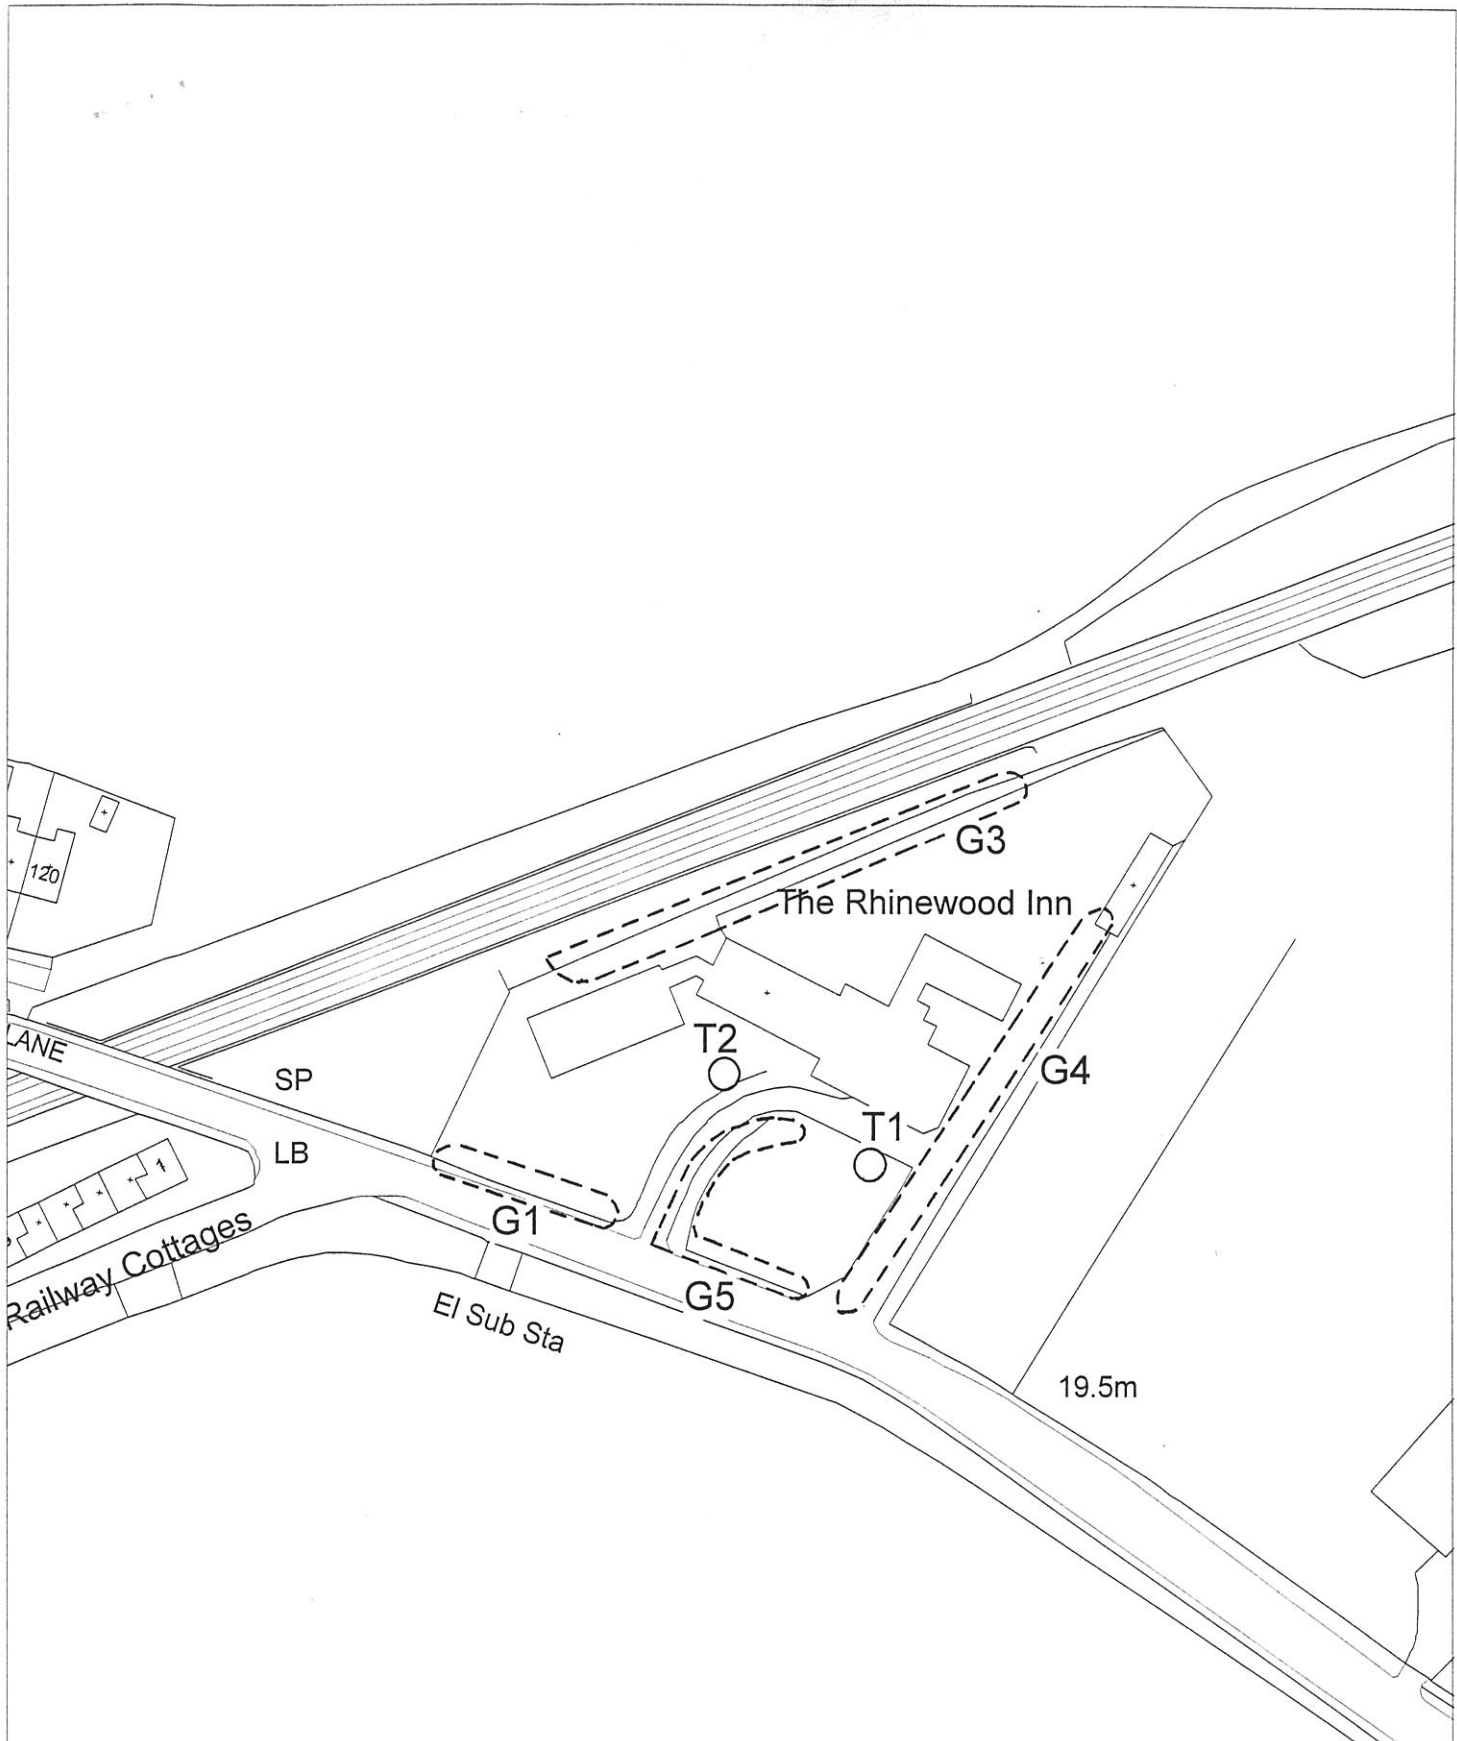 G3
120
The Rhinewood Inn
LANE
T2
G4
SP
T1
LB
1
G1
Railway Cottages
G5
El Sub Sta
19.5m